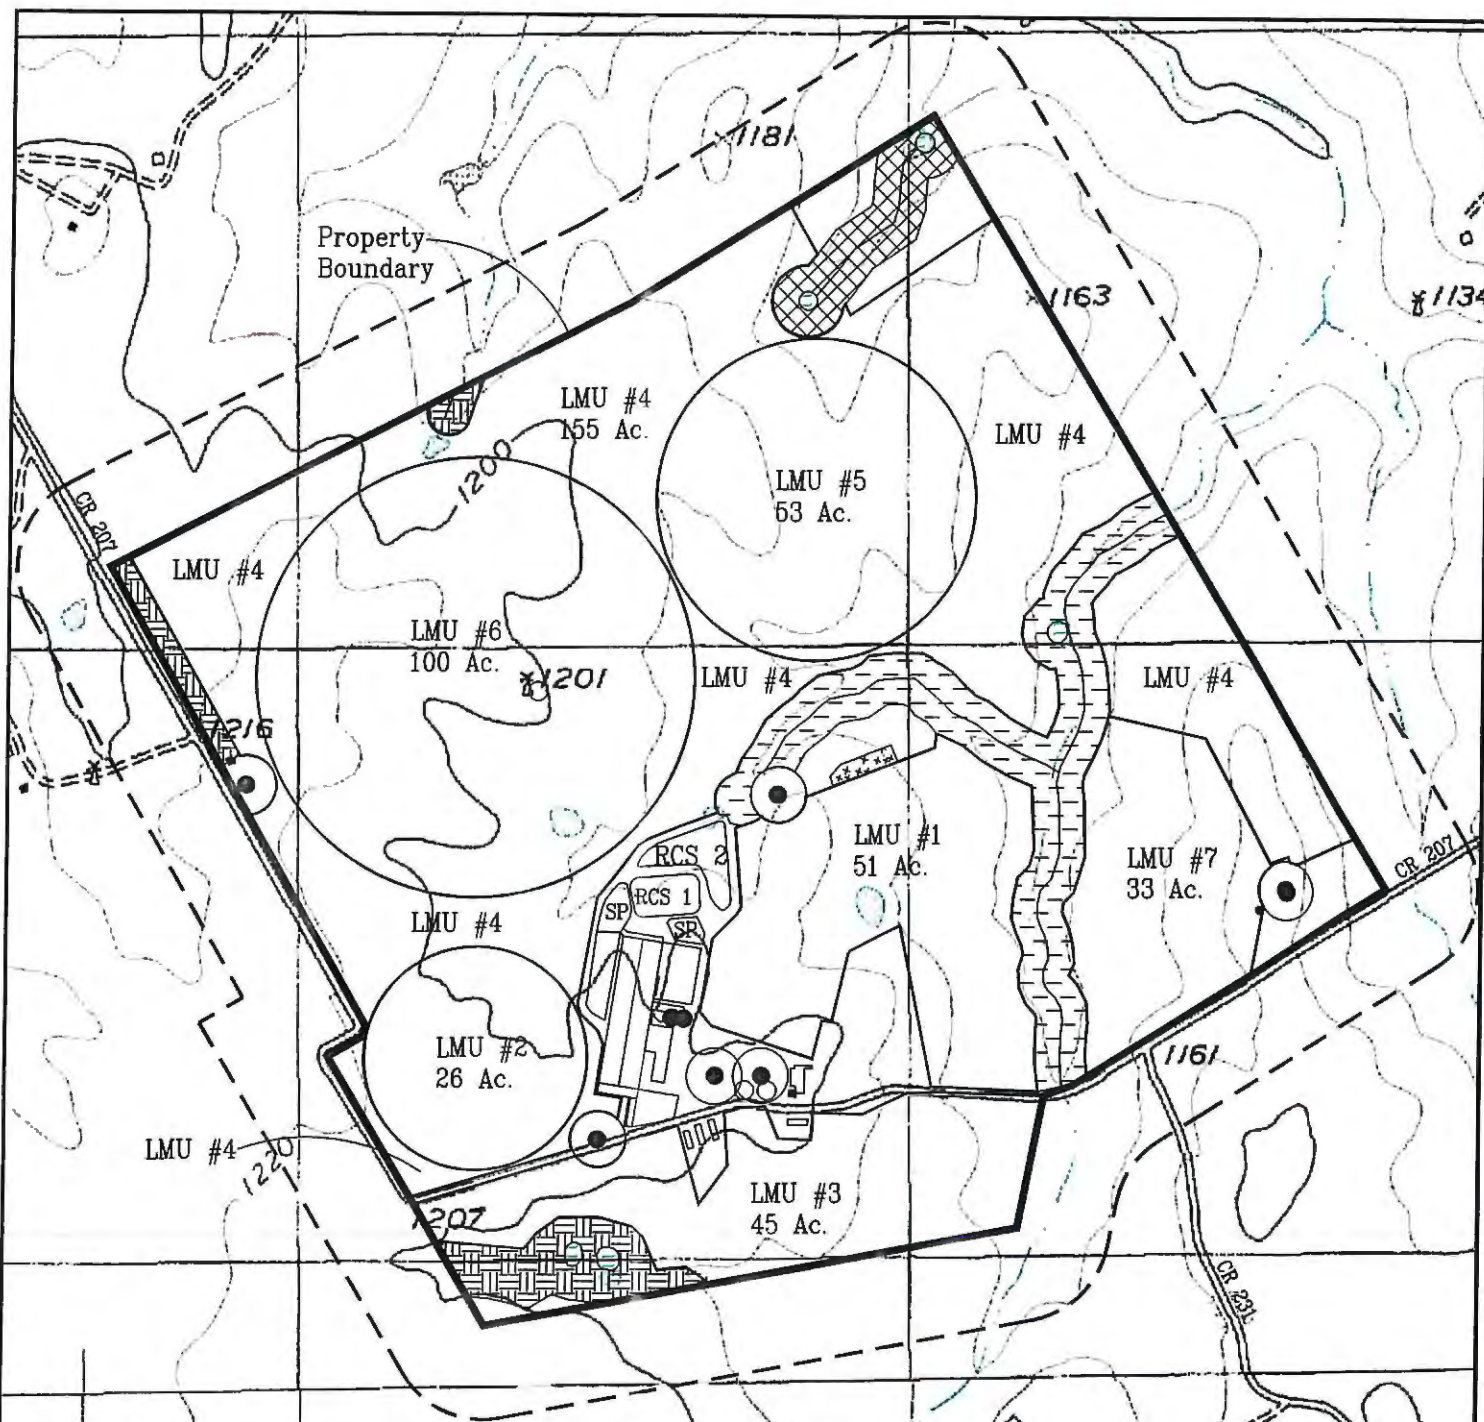 1181
Property
Boundary
1163
1134
LMU #4
155 Ac.
LMU #4
1200
LMU #5
53 Ac.
CR 207
LMU #4
LMU #6
100 Ac.
1201
LMU #4
LMU #4
1216
LMU #1
51 Ac.
RCS 2
LMU #7
33 Ac.
CR 207
RCS 1
SP
SP
LMU #4
LMU #2
26 Ac.
1161
LMU #4
1220
LMU #3
45 Ac.
1207
CR 231